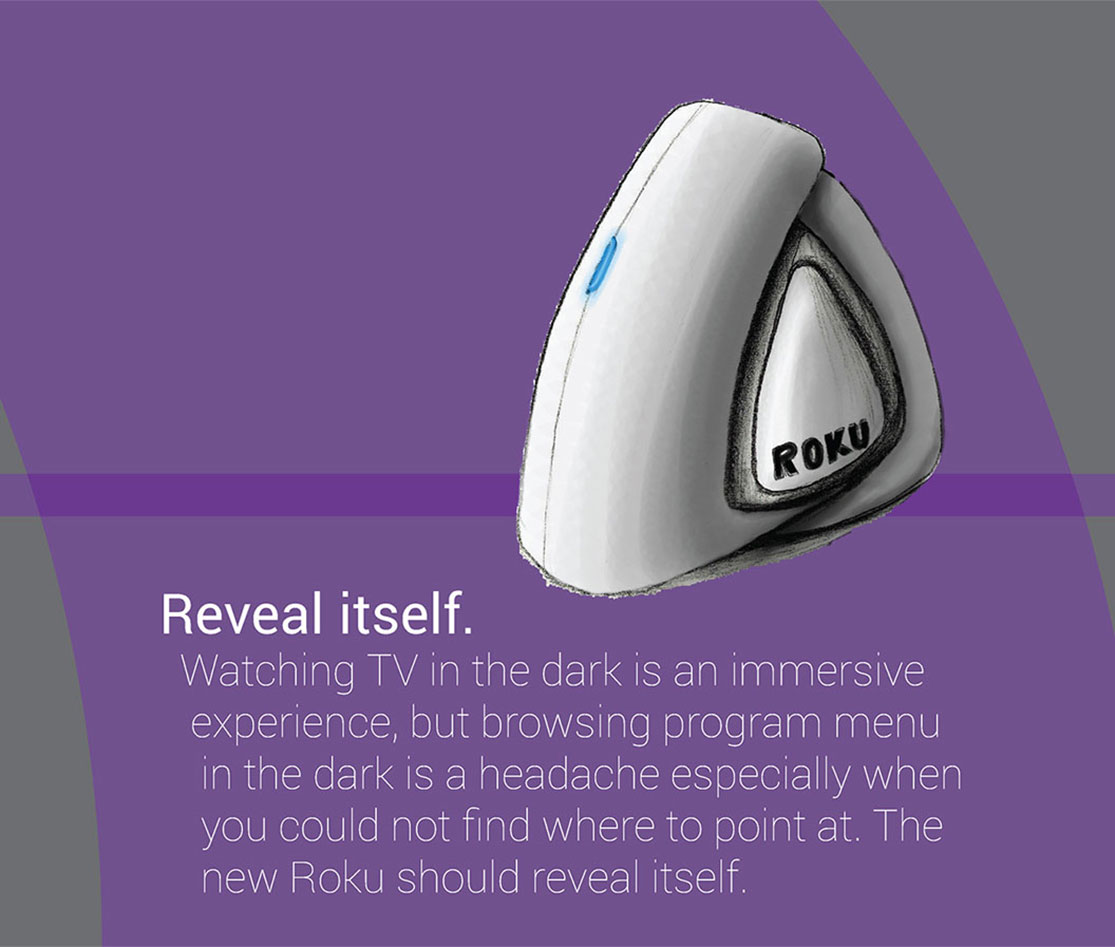 ROKU
Reveal itself.
Watching TV in the dark is an immersive
experience, but browsing program menu
in the dark is a headache especially when
you could not find where to point at. The
new Roku should reveal itself.